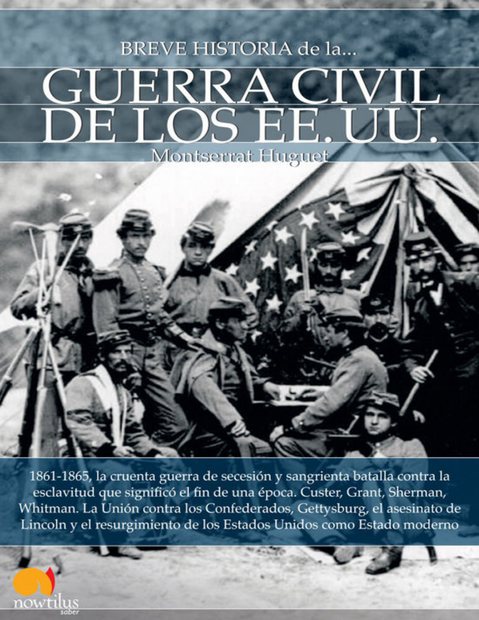 BREVE HISTORIA de la...
GUERRA CIVIL
DE LOS EE. UU.
Montserrat Huguet
1861-1865, la cruenta guerra de secesión y sangrienta batalla contra la
esclavitud que significó el fin de una época. Custer, Grant, Sherman,
Whitman. La Unión contra los Confederados, Gettysburg, el asesinato de
Lincoln y el resurgimiento de los Estados Unidos como Estado moderno
nowtilus
saber